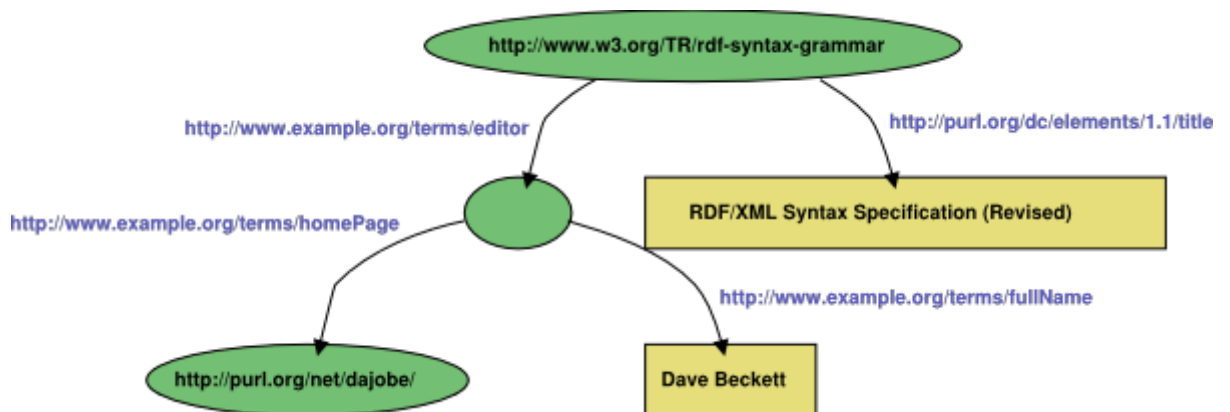 http://www.w3.org/TR/rdf-syntax-grammar
http://www.example.org/terms/editor
http://purl.org/dc/elements/1.1/title
http://www.example.org/terms/homePage
RDF/XML Syntax Specification (Revised)
http://www.example.org/terms/fullName
http://purl.org/net/dajobe/
Dave Beckett